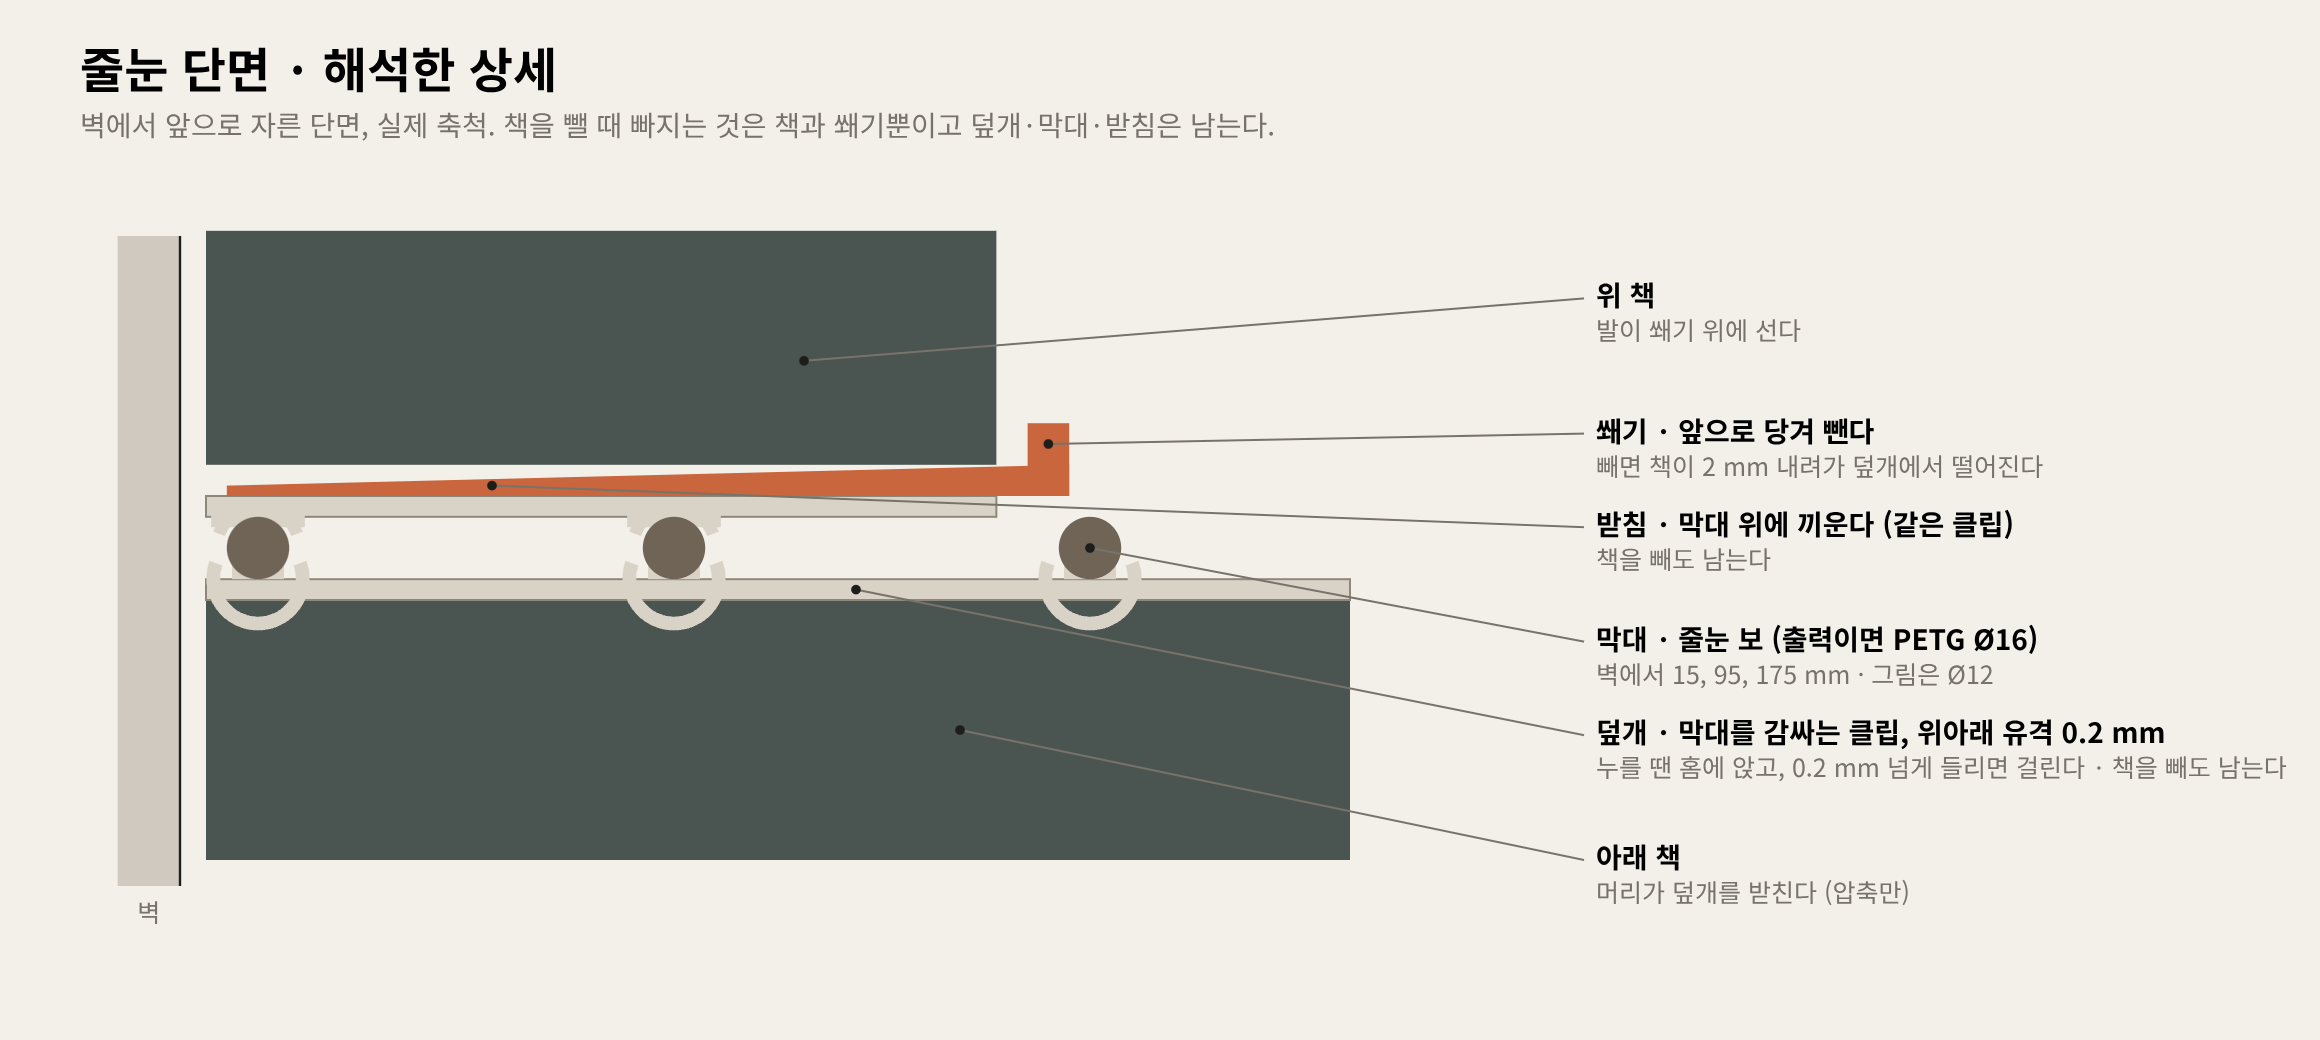 줄눈 단면 · 해석한 상세
벽에서 앞으로 자른 단면, 실제 축척. 책을 뺄 때 빠지는 것은 책과 쐐기뿐이고 덮개·막대·받침은 남는다.
위 책
발이 쐐기 위에 선다
쐐기 · 앞으로 당겨 뺀다
빼면 책이 2 mm 내려가 덮개에서 떨어진다
받침 · 막대 위에 끼운다 (같은 클립)
책을 빼도 남는다
막대 · 줄눈 보 (출력이면 PETG Ø16)
벽에서 15, 95, 175 mm · 그림은 Ø12
덮개 · 막대를 감싸는 클립, 위아래 유격 0.2 mm
누를 땐 홈에 앉고, 0.2 mm 넘게 들리면 걸린다 · 책을 빼도 남는다
아래 책
머리가 덮개를 받친다 (압축만)
벽